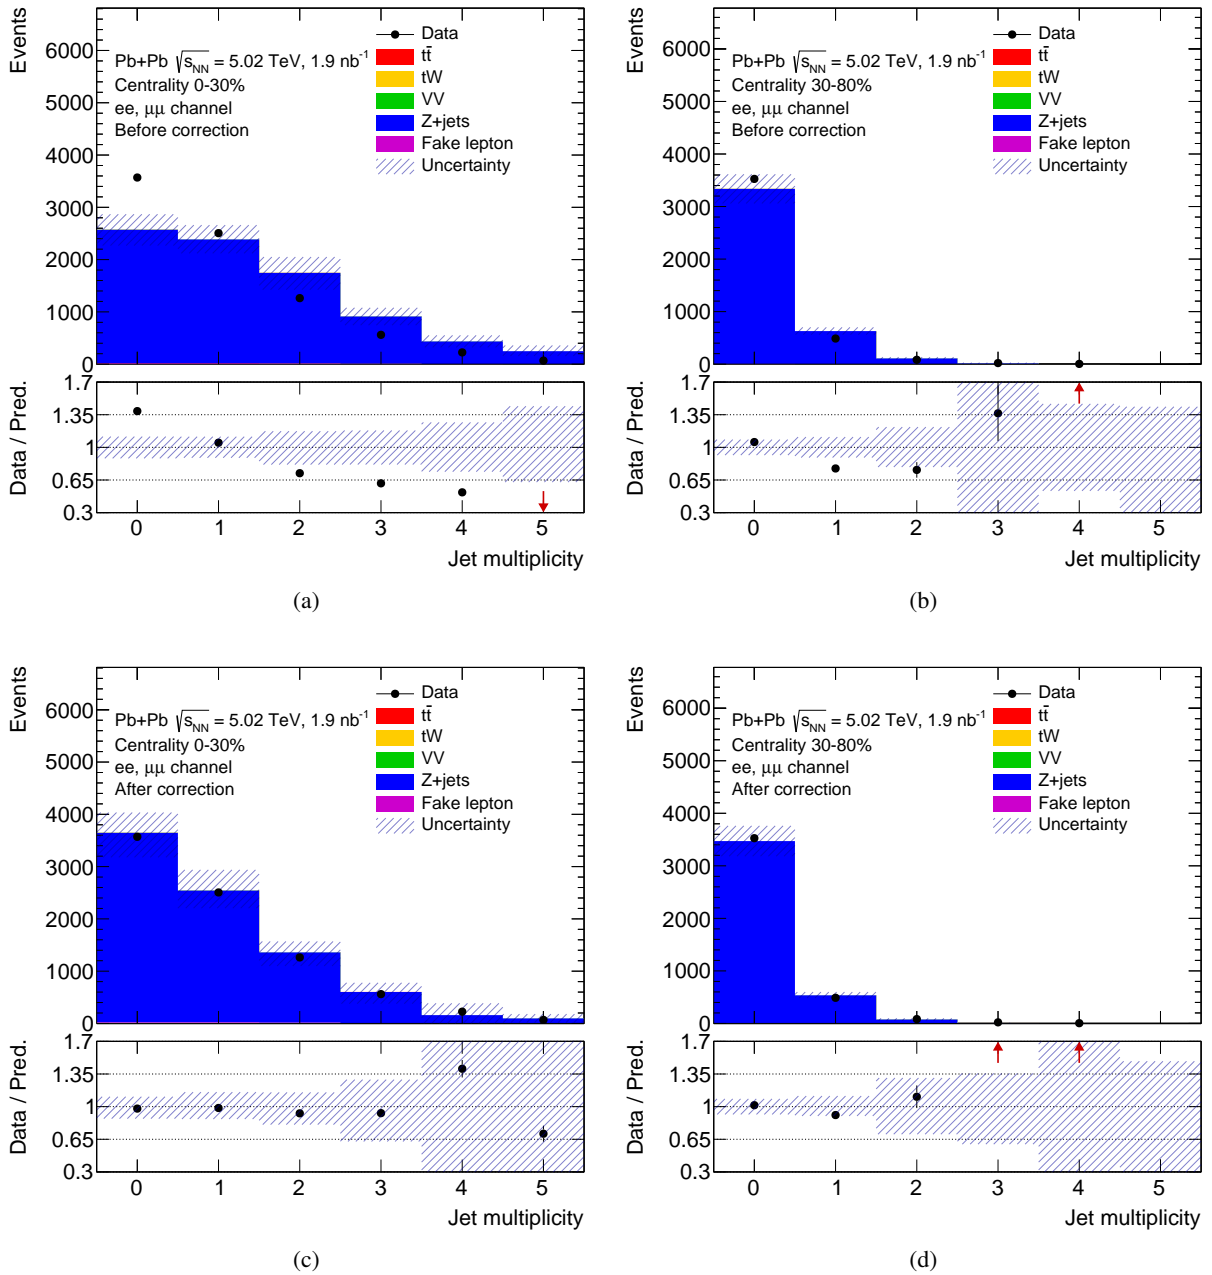 Events
6000
5000
4000
3000
2000
1000
0
Pb+Pb √s_NN = 5.02 TeV, 1.9 nb⁻¹
Centrality 0-30%
ee, μμ channel
Before correction
Data
tt̄
tW
VV
Z+jets
Fake lepton
Uncertainty
Data / Pred.
1.7
1.35
1
0.65
0.3
0 1 2 3 4 5
Jet multiplicity
(a)
Events
6000
5000
4000
3000
2000
1000
0
Pb+Pb √s_NN = 5.02 TeV, 1.9 nb⁻¹
Centrality 30-80%
ee, μμ channel
Before correction
Data
tt̄
tW
VV
Z+jets
Fake lepton
Uncertainty
Data / Pred.
1.7
1.35
1
0.65
0.3
0 1 2 3 4 5
Jet multiplicity
(b)
Events
6000
5000
4000
3000
2000
1000
0
Pb+Pb √s_NN = 5.02 TeV, 1.9 nb⁻¹
Centrality 0-30%
ee, μμ channel
After correction
Data
tt̄
tW
VV
Z+jets
Fake lepton
Uncertainty
Data / Pred.
1.7
1.35
1
0.65
0.3
0 1 2 3 4 5
Jet multiplicity
(c)
Events
6000
5000
4000
3000
2000
1000
0
Pb+Pb √s_NN = 5.02 TeV, 1.9 nb⁻¹
Centrality 30-80%
ee, μμ channel
After correction
Data
tt̄
tW
VV
Z+jets
Fake lepton
Uncertainty
Data / Pred.
1.7
1.35
1
0.65
0.3
0 1 2 3 4 5
Jet multiplicity
(d)